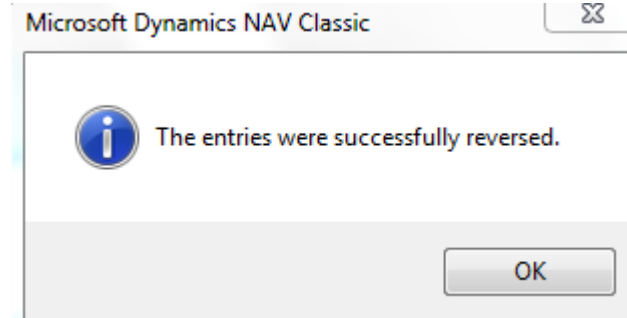 Microsoft Dynamics NAV Classic
The entries were successfully reversed.
OK